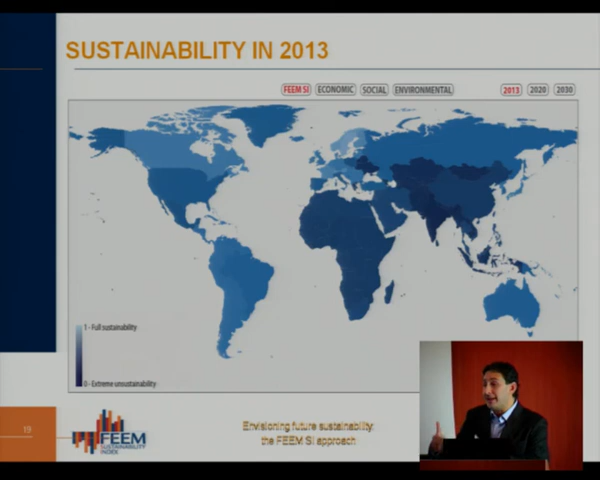 SUSTAINABILITY IN 2013
FEEM SI ECONOMIC SOCIAL ENVIRONMENTAL 2013 2020 2030
1 - Full sustainability
0 - Extreme unsustainability
19
FEEM
SUSTAINABILITY
INDEX
Envisioning future sustainability:
the FEEM SI approach